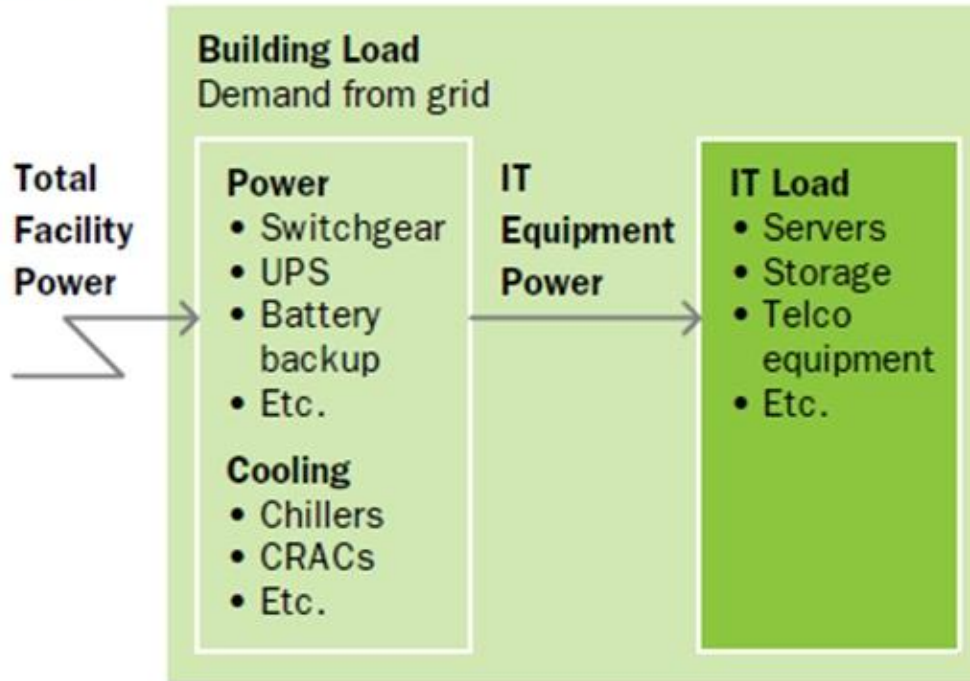 Building Load
Demand from grid
Total
Facility
Power
Power
• Switchgear
• UPS
• Battery
backup
• Etc.
Cooling
• Chillers
• CRACs
• Etc.
IT
Equipment
Power
IT Load
• Servers
• Storage
• Telco
equipment
• Etc.